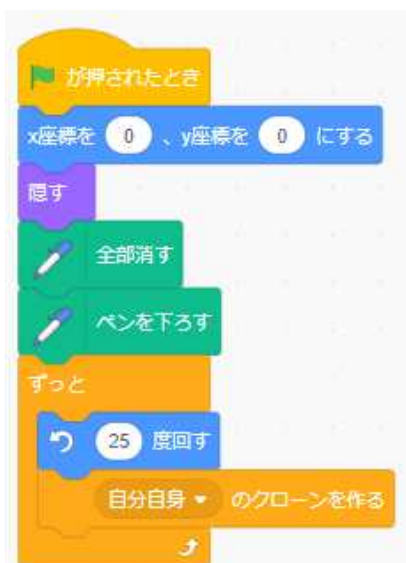 が押されたとき
x座標を 0 、y座標を 0 にする
隠す
全部消す
ペンを下ろす
ずっと
25 度回す
自分自身 のクローンを作る